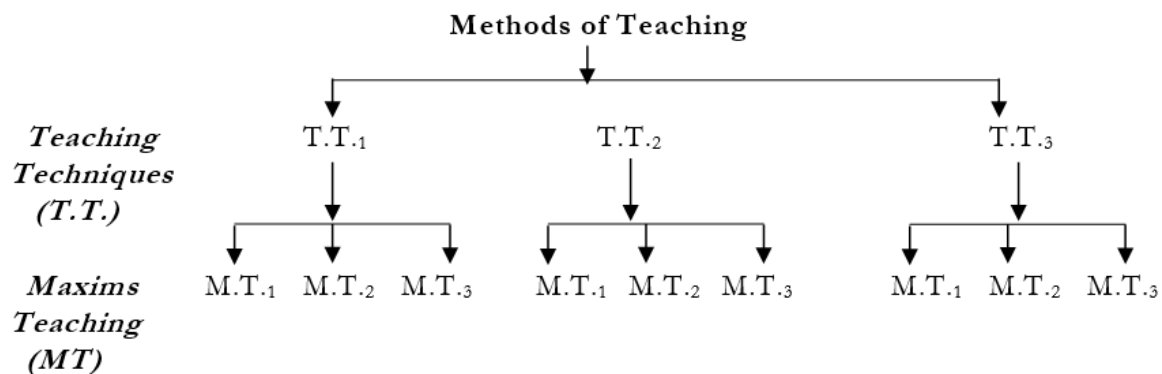 Methods of Teaching
Teaching
Techniques
(T.T.)
T.T.₁ T.T.₂ T.T.₃
Maxims
Teaching
(MT)
M.T.₁ M.T.₂ M.T.₃ M.T.₁ M.T.₂ M.T.₃ M.T.₁ M.T.₂ M.T.₃